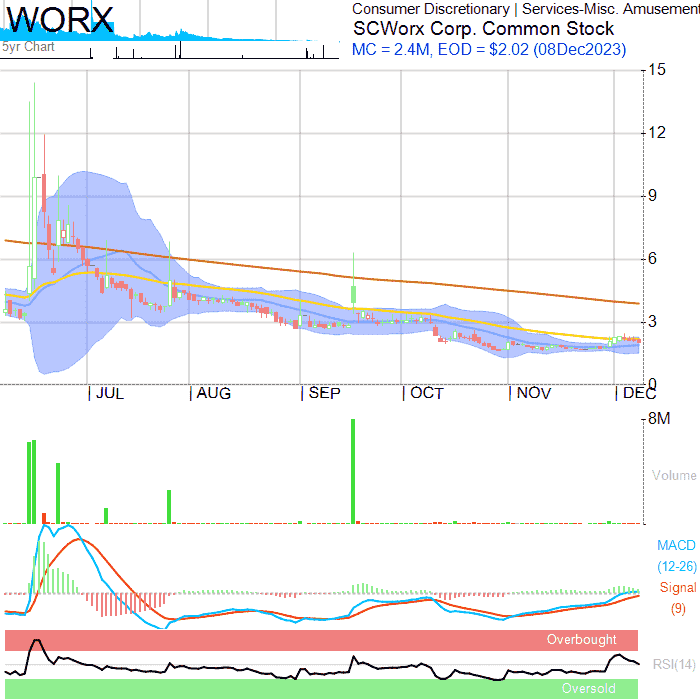 WORX
5yr Chart
Consumer Discretionary | Services-Misc. Amusement
SCWorx Corp. Common Stock
MC = 2.4M, EOD = $2.02 (08Dec2023)
15
12
9
6
3
0
JUL
AUG
SEP
OCT
NOV
DEC
8M
Volume
MACD
(12-26)
Signal
(9)
Overbought
RSI(14)
Oversold